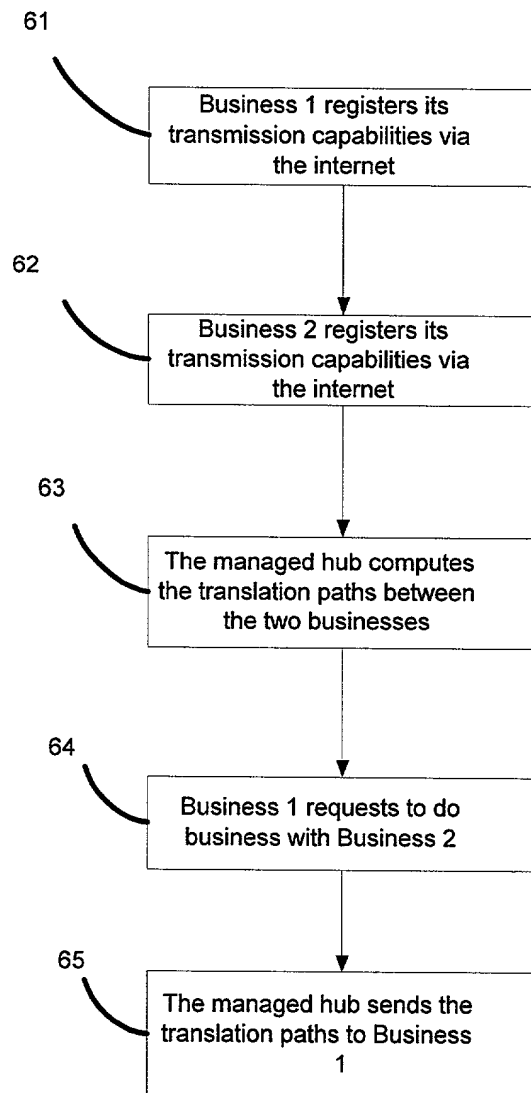 61
Business 1 registers its
transmission capabilities via
the internet
62
Business 2 registers its
transmission capabilities via
the internet
63
The managed hub computes
the translation paths between
the two businesses
64
Business 1 requests to do
business with Business 2
65
The managed hub sends the
translation paths to Business
1